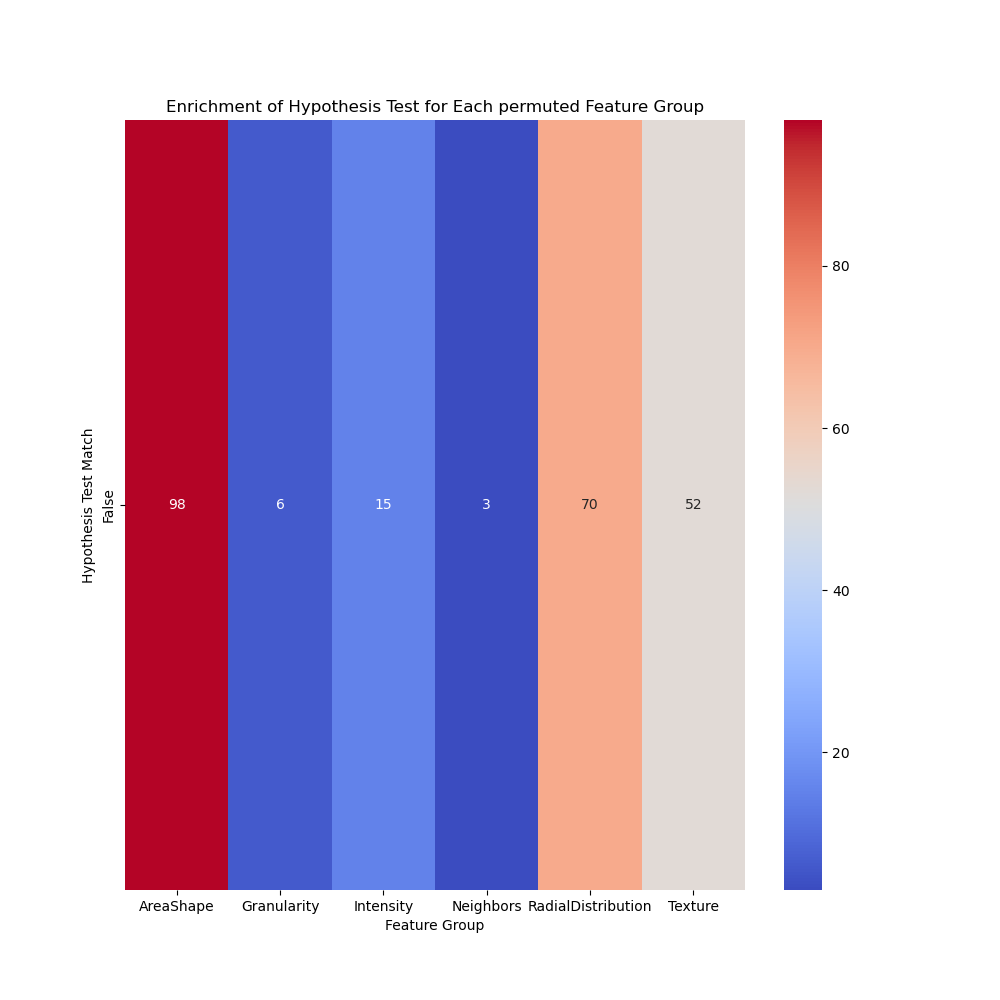 Enrichment of Hypothesis Test for Each permuted Feature Group
Hypothesis Test Match
False
98 6 15 3 70 52
80
60
40
20
AreaShape Granularity Intensity Neighbors RadialDistribution Texture
Feature Group